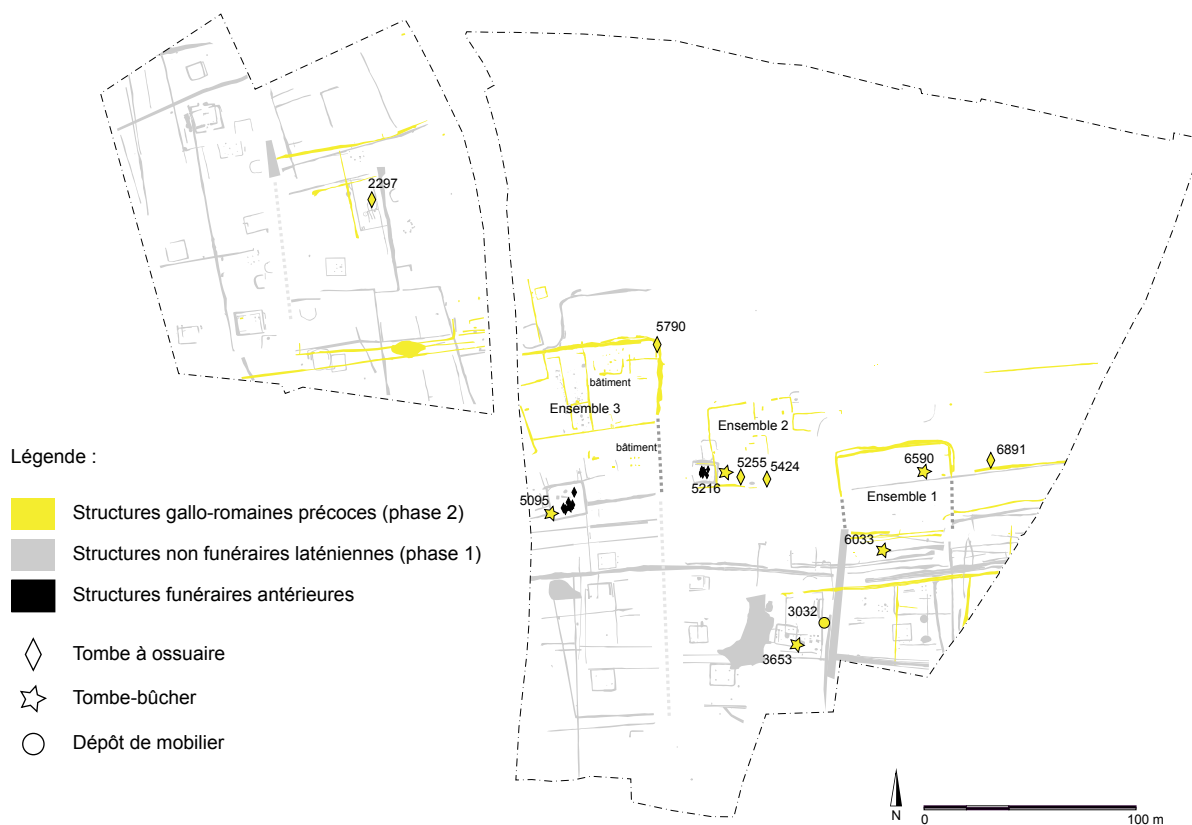 2297
5790
bâtiment
Ensemble 3
Ensemble 2
bâtiment
5255
5424
5216
5095
6590
6891
Ensemble 1
6033
3032
3653
Légende :
Structures gallo-romaines précoces (phase 2)
Structures non funéraires laténiennes (phase 1)
Structures funéraires antérieures
Tombe à ossuaire
Tombe-bûcher
Dépôt de mobilier
N
0
100 m